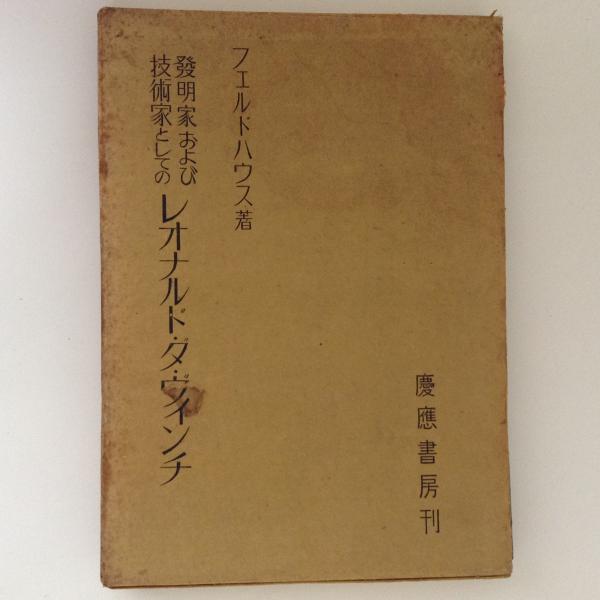 慶應書房刊
フェルドハウス著
發明家および
技術家としての
レオナルド・ダ・ヴィンチ